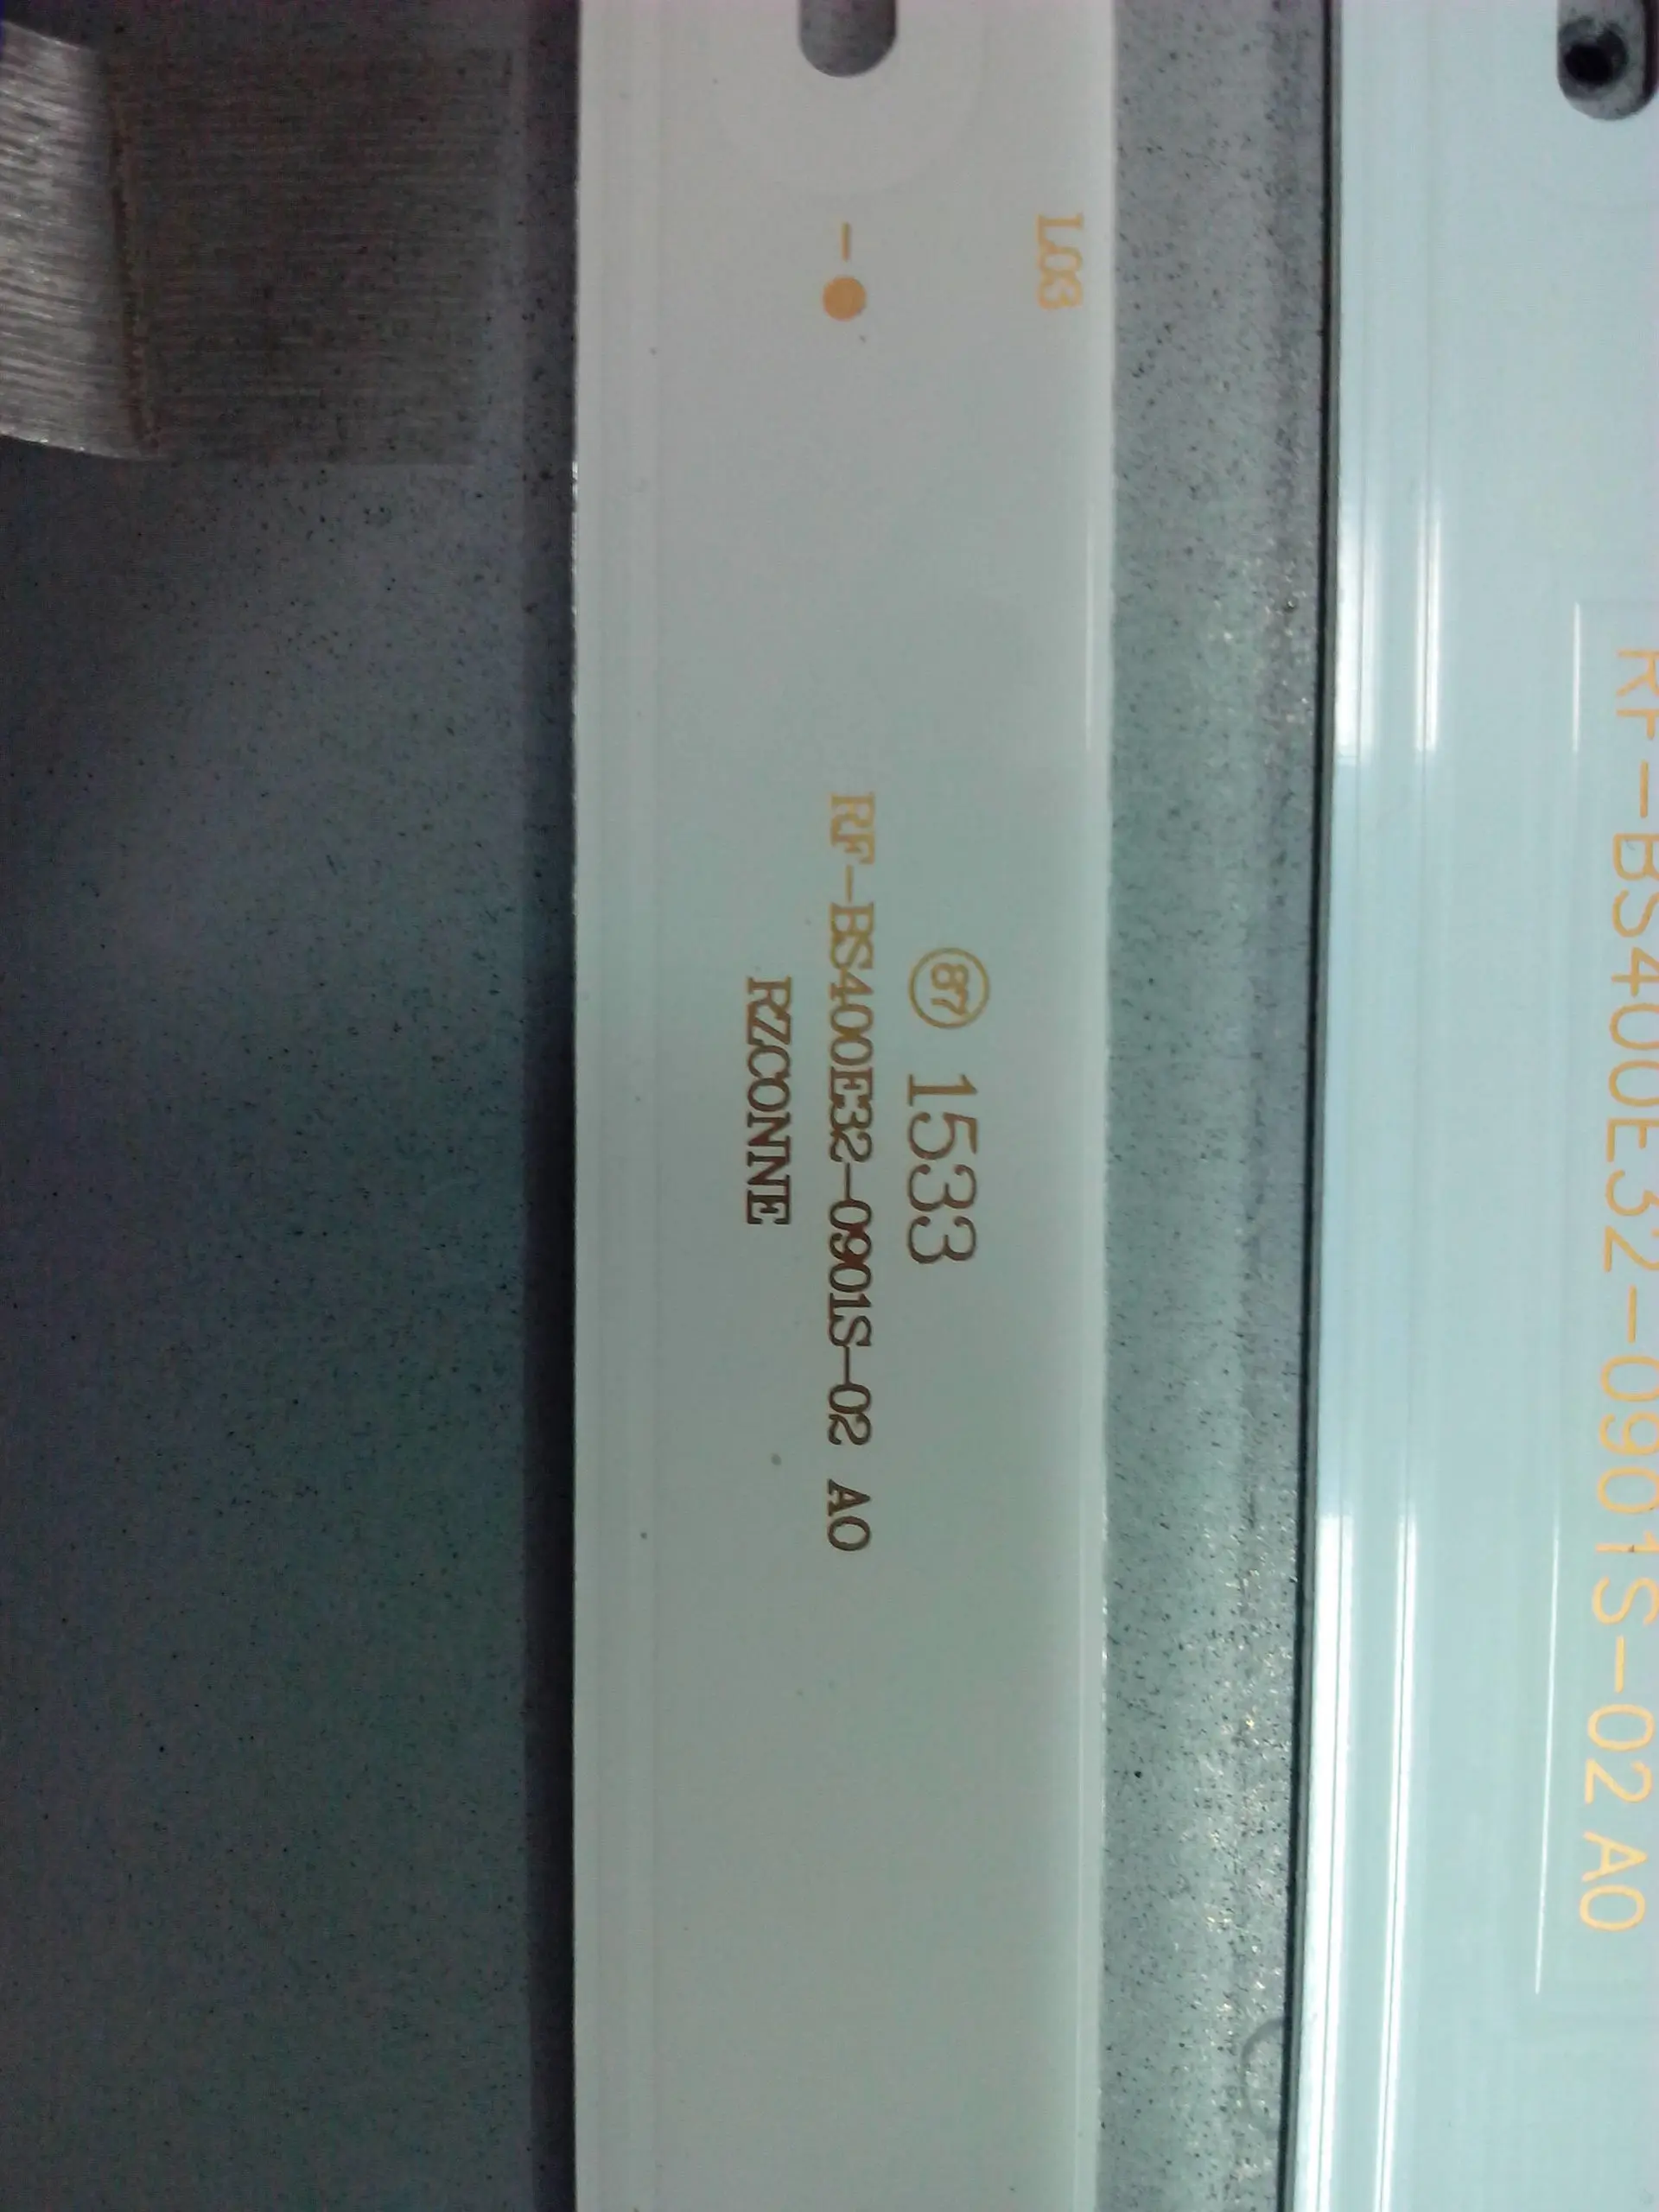 L03
-
87 1533
RF-BS400E32-0901S-02 A0
RZCONNE
RF-BS400E32-0901S-02 A0